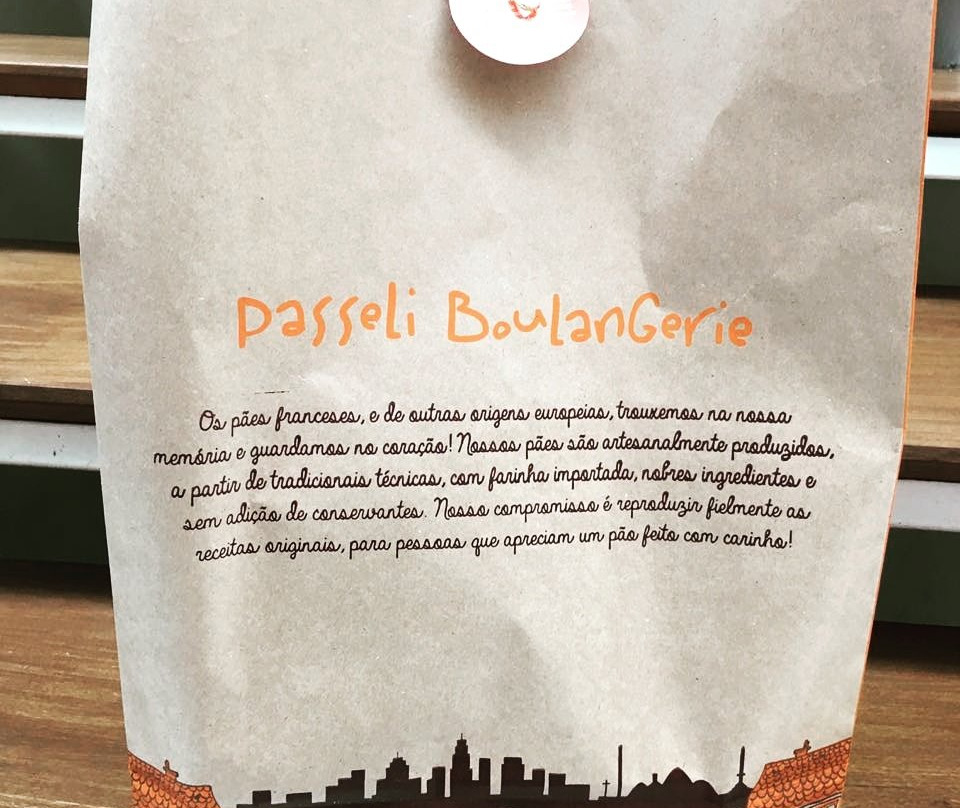 Passeli Boulangerie
Os pães franceses, e de outras origens europeias, trouxemos na nossa
memória e guardamos no coração! Nossos pães são artesanalmente produzidos,
a partir de tradicionais técnicas, com farinha importada, nobres ingredientes e
sem adição de conservantes. Nosso compromisso é reproduzir fielmente as
receitas originais, para pessoas que apreciam um pão feito com carinho!